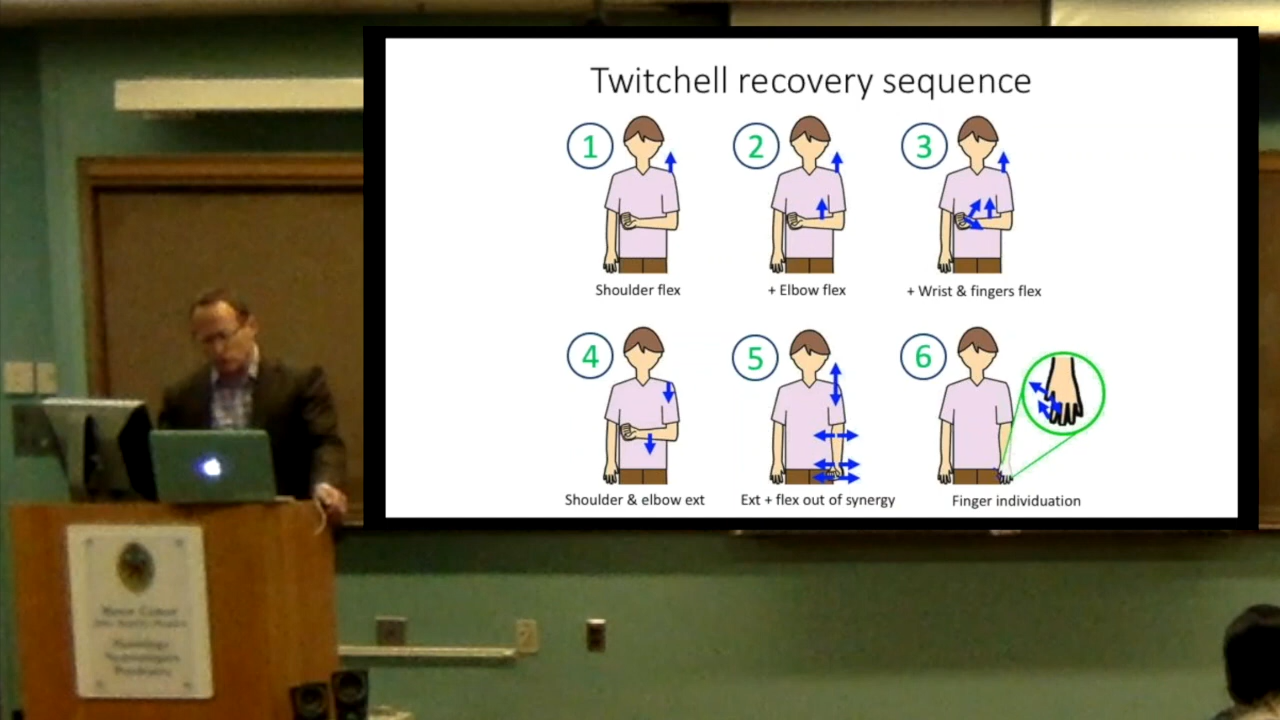 Twitchell recovery sequence
1
2
3
Shoulder flex
+ Elbow flex
+ Wrist & fingers flex
4
5
6
Shoulder & elbow ext
Ext + flex out of synergy
Finger individuation